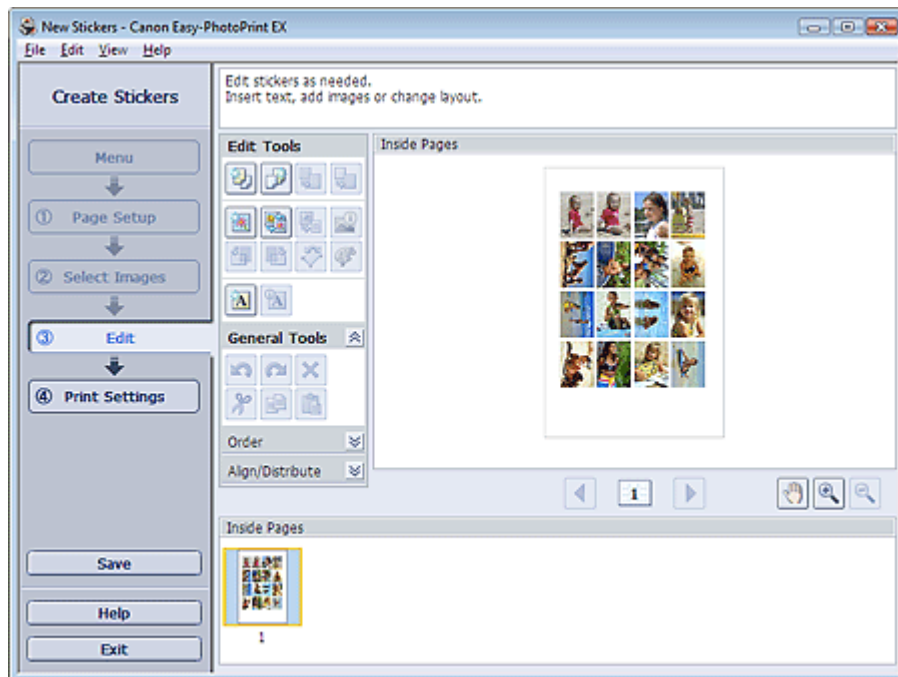 New Stickers - Canon Easy-PhotoPrint EX
File Edit View Help
Create Stickers
Menu
① Page Setup
② Select Images
③ Edit
④ Print Settings
Save
Help
Exit
Edit stickers as needed.
Insert text, add images or change layout.
Edit Tools
A A
General Tools
Order
Align/Distribute
Inside Pages
1
Inside Pages
1